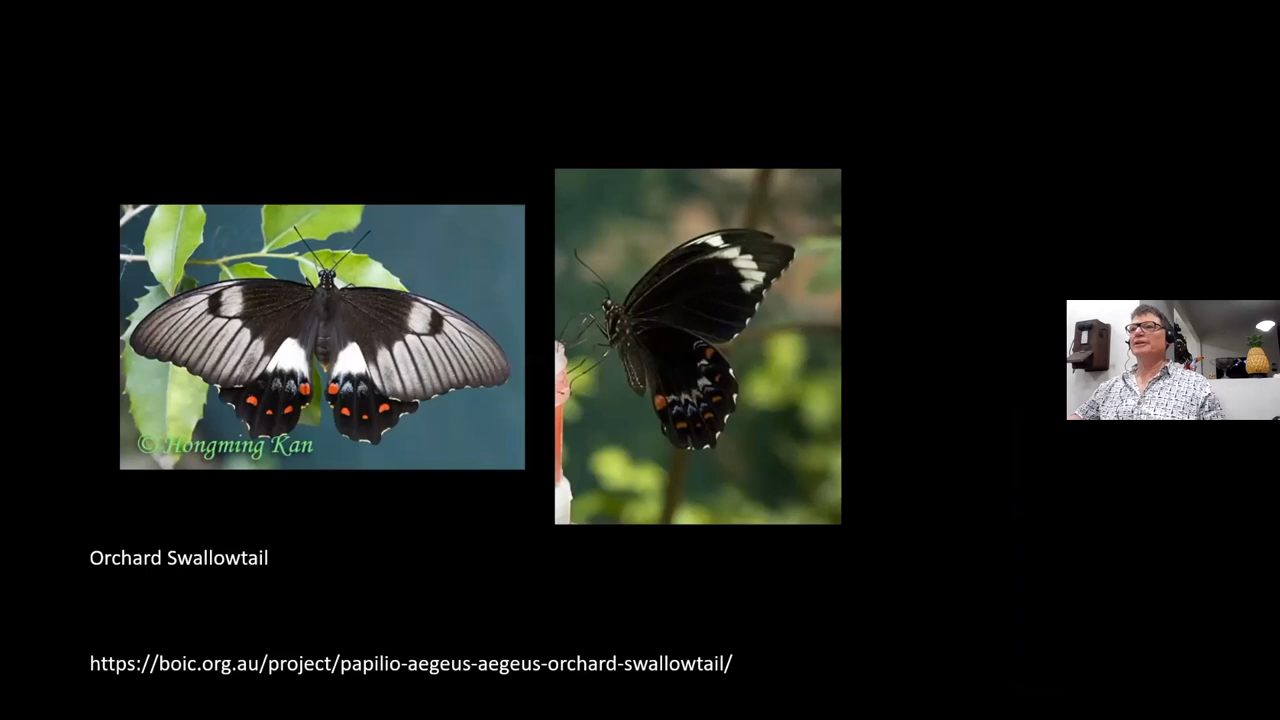 © Hongming Kan
Orchard Swallowtail
https://boic.org.au/project/papilio-aegeus-aegeus-orchard-swallowtail/